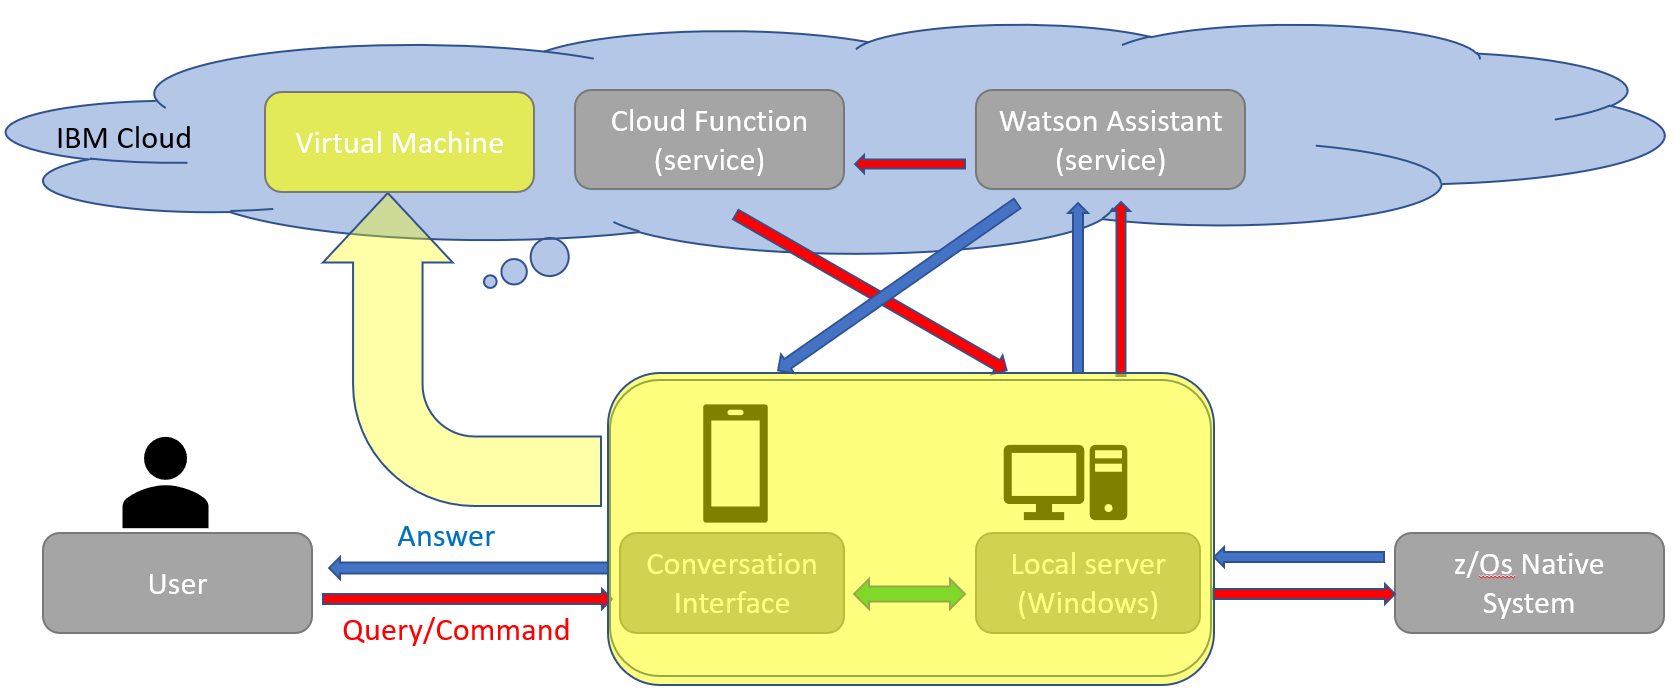 IBM Cloud
Virtual Machine
Cloud Function
(service)
Watson Assistant
(service)
Answer
User
Query/Command
Conversation
Interface
Local server
(Windows)
z/Os Native
System